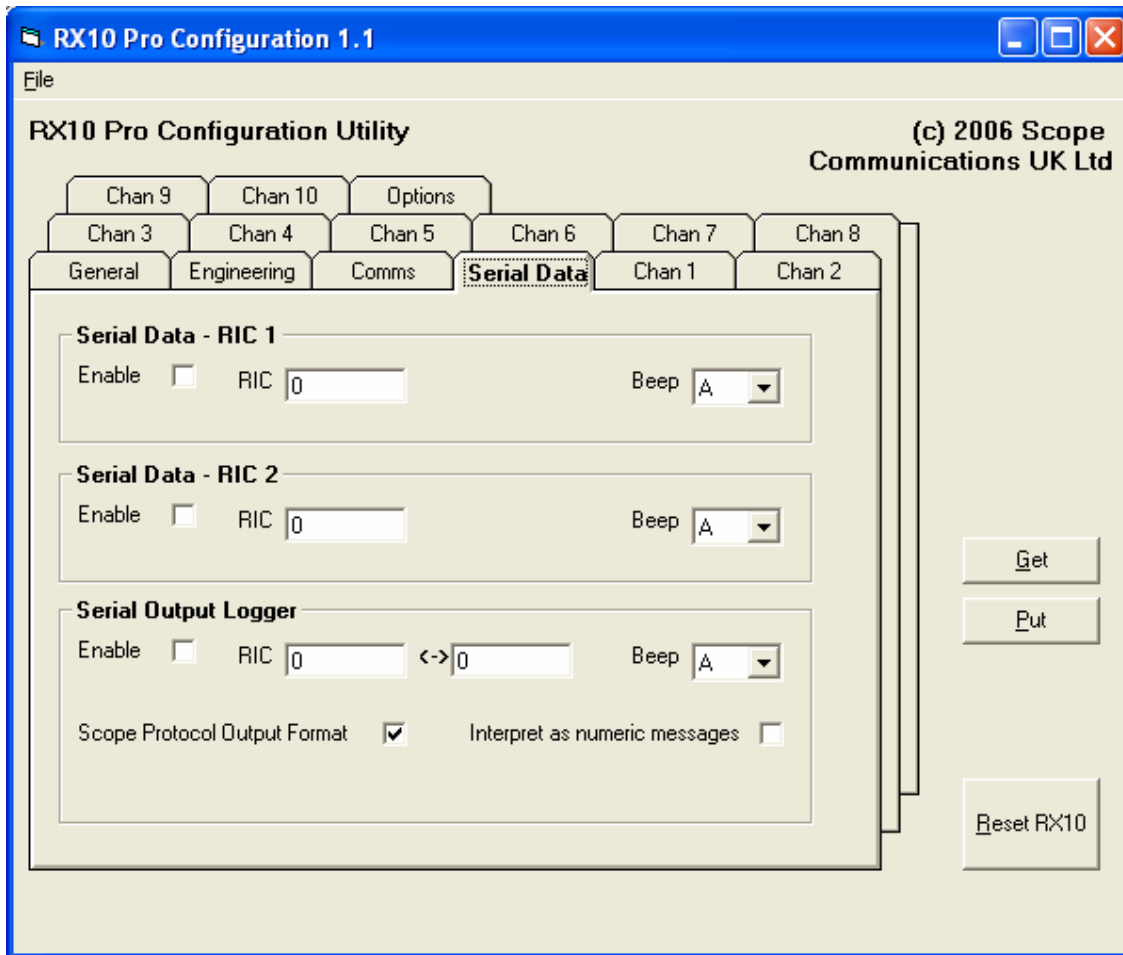 RX10 Pro Configuration 1.1
File
RX10 Pro Configuration Utility
(c) 2006 Scope
Communications UK Ltd
Chan 9 Chan 10 Options
Chan 3 Chan 4 Chan 5 Chan 6 Chan 7 Chan 8
General Engineering Comms Serial Data Chan 1 Chan 2
Serial Data - RIC 1
Enable RIC 0 Beep A
Serial Data - RIC 2
Enable RIC 0 Beep A
Serial Output Logger
Enable RIC 0 <-> 0 Beep A
Scope Protocol Output Format Interpret as numeric messages
Get
Put
Reset RX10